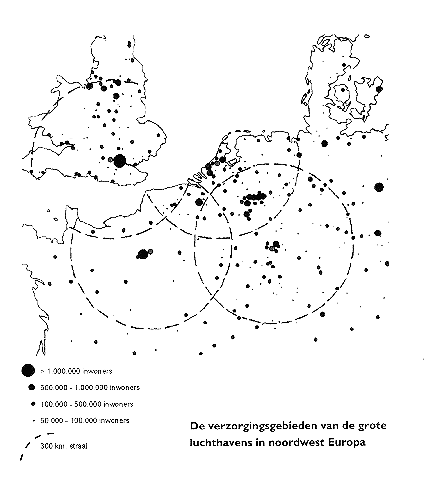 > 1.000.000 inwoners
500.000 - 1.000.000 inwoners
100.000 - 500.000 inwoners
50.000 - 100.000 inwoners
300 km. straal
De verzorgingsgebieden van de grote
luchthavens in noordwest Europa